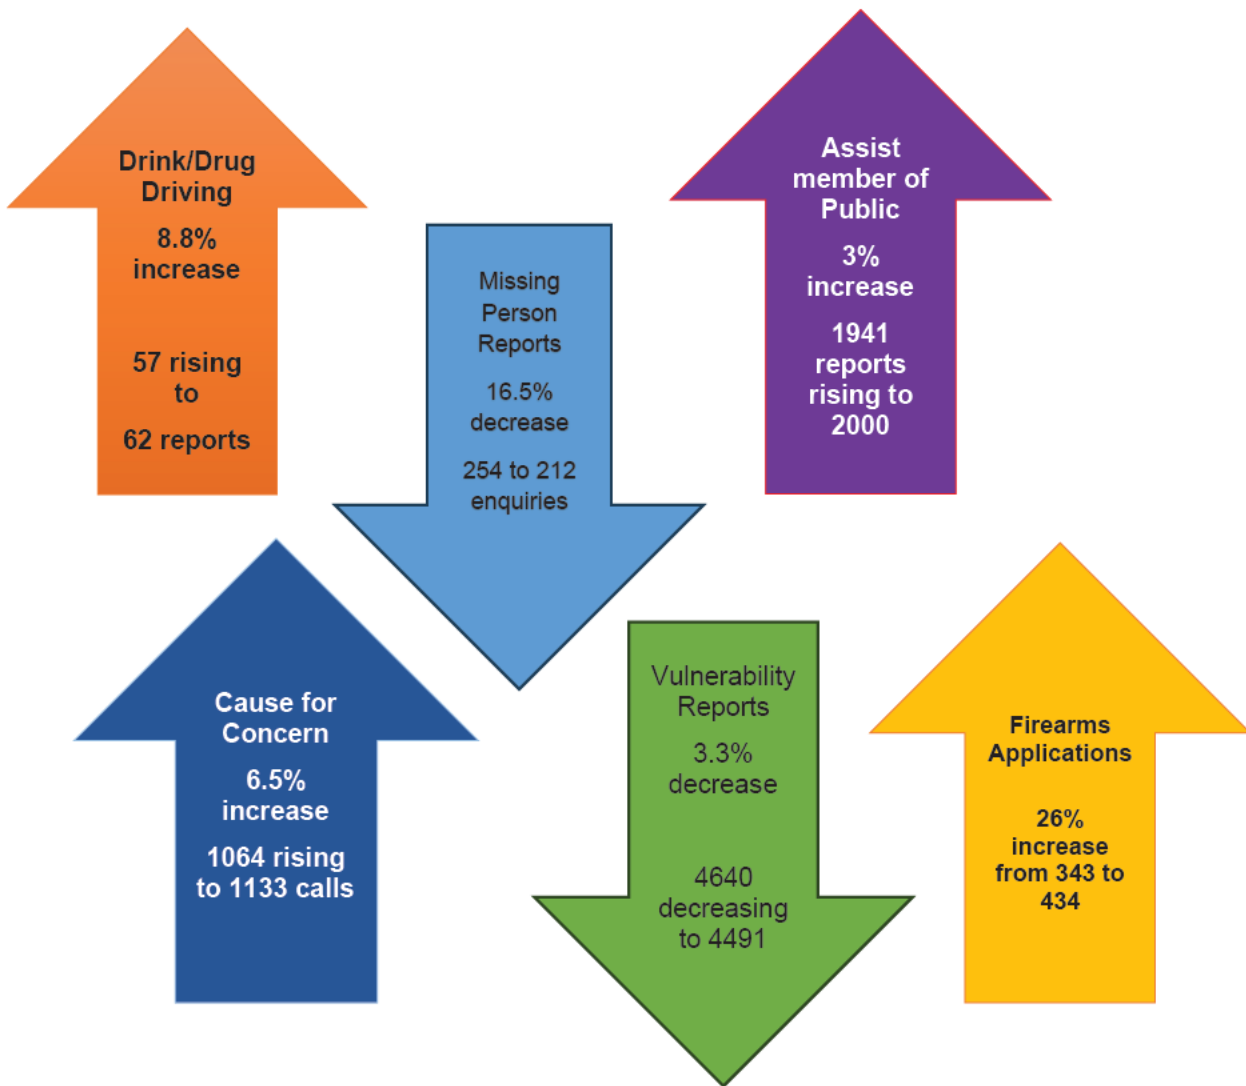 Drink/Drug
Driving
8.8%
increase
57 rising
to
62 reports
Missing
Person
Reports
16.5%
decrease
254 to 212
enquiries
Assist
member of
Public
3%
increase
1941
reports
rising to
2000
Cause for
Concern
6.5%
increase
1064 rising
to 1133 calls
Vulnerability
Reports
3.3%
decrease
4640
decreasing
to 4491
Firearms
Applications
26%
increase
from 343 to
434